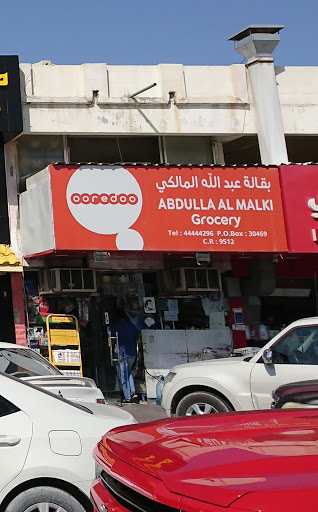 ooredoo
بقالة عبد الله المالكي
ABDULLA AL MALKI
Grocery
Tel : 44444296 P.O.Box : 30469
C.R : 9512